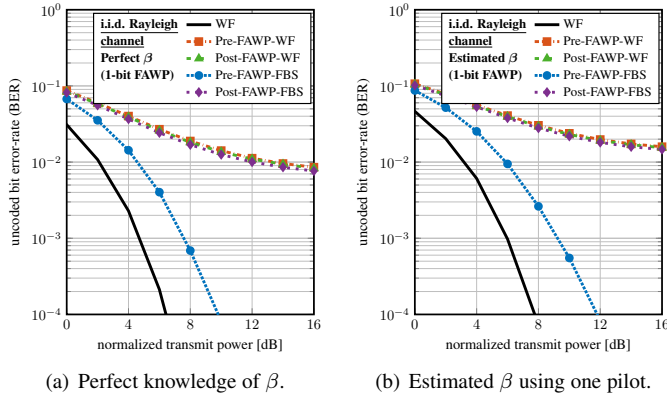 i.i.d. Rayleigh
channel
Perfect β
(1-bit FAWP)
WF
Pre-FAWP-WF
Post-FAWP-WF
Pre-FAWP-FBS
Post-FAWP-FBS
uncoded bit error-rate (BER)
10⁻¹
10⁻²
10⁻³
10⁻⁴
0 4 8 12 16
normalized transmit power [dB]
(a) Perfect knowledge of β.
i.i.d. Rayleigh
channel
Estimated β
(1-bit FAWP)
WF
Pre-FAWP-WF
Post-FAWP-WF
Pre-FAWP-FBS
Post-FAWP-FBS
uncoded bit error-rate (BER)
10⁻¹
10⁻²
10⁻³
10⁻⁴
0 4 8 12 16
normalized transmit power [dB]
(b) Estimated β using one pilot.